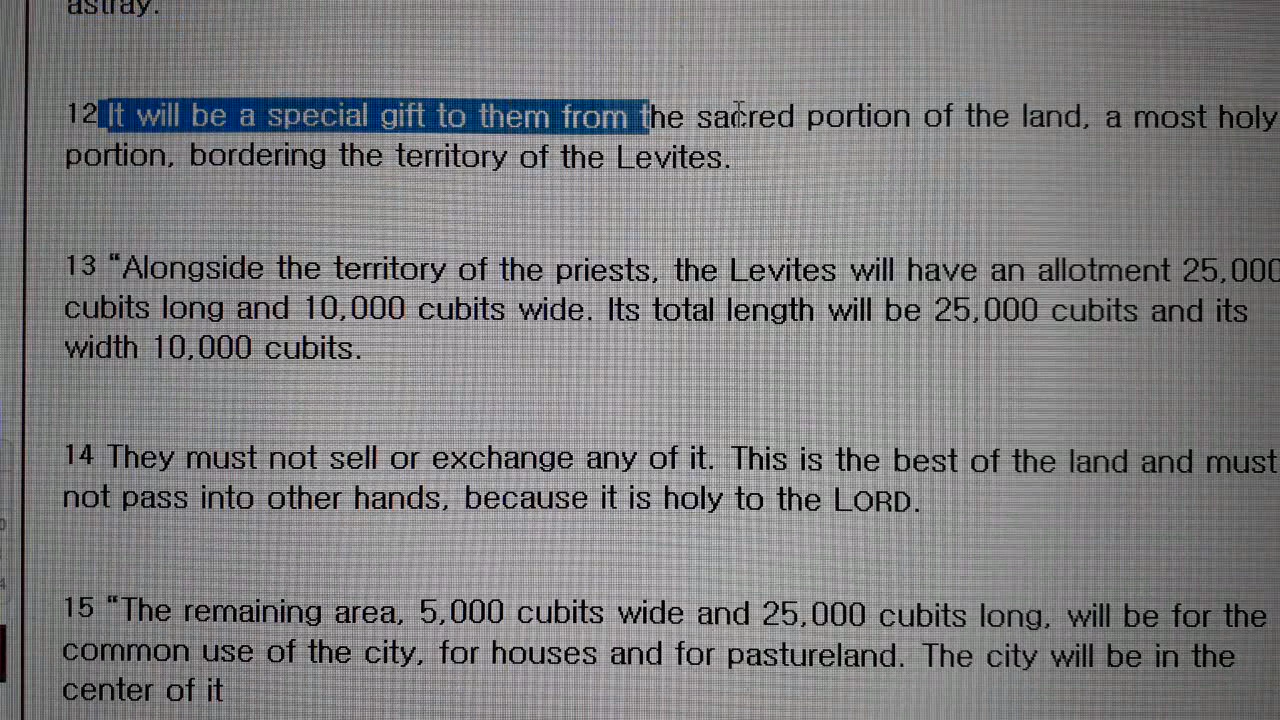 astray.
12 It will be a special gift to them from the sacred portion of the land, a most holy
portion, bordering the territory of the Levites.
13 "Alongside the territory of the priests, the Levites will have an allotment 25,000
cubits long and 10,000 cubits wide. Its total length will be 25,000 cubits and its
width 10,000 cubits.
14 They must not sell or exchange any of it. This is the best of the land and must
not pass into other hands, because it is holy to the LORD.
15 "The remaining area, 5,000 cubits wide and 25,000 cubits long, will be for the
common use of the city, for houses and for pastureland. The city will be in the
center of it